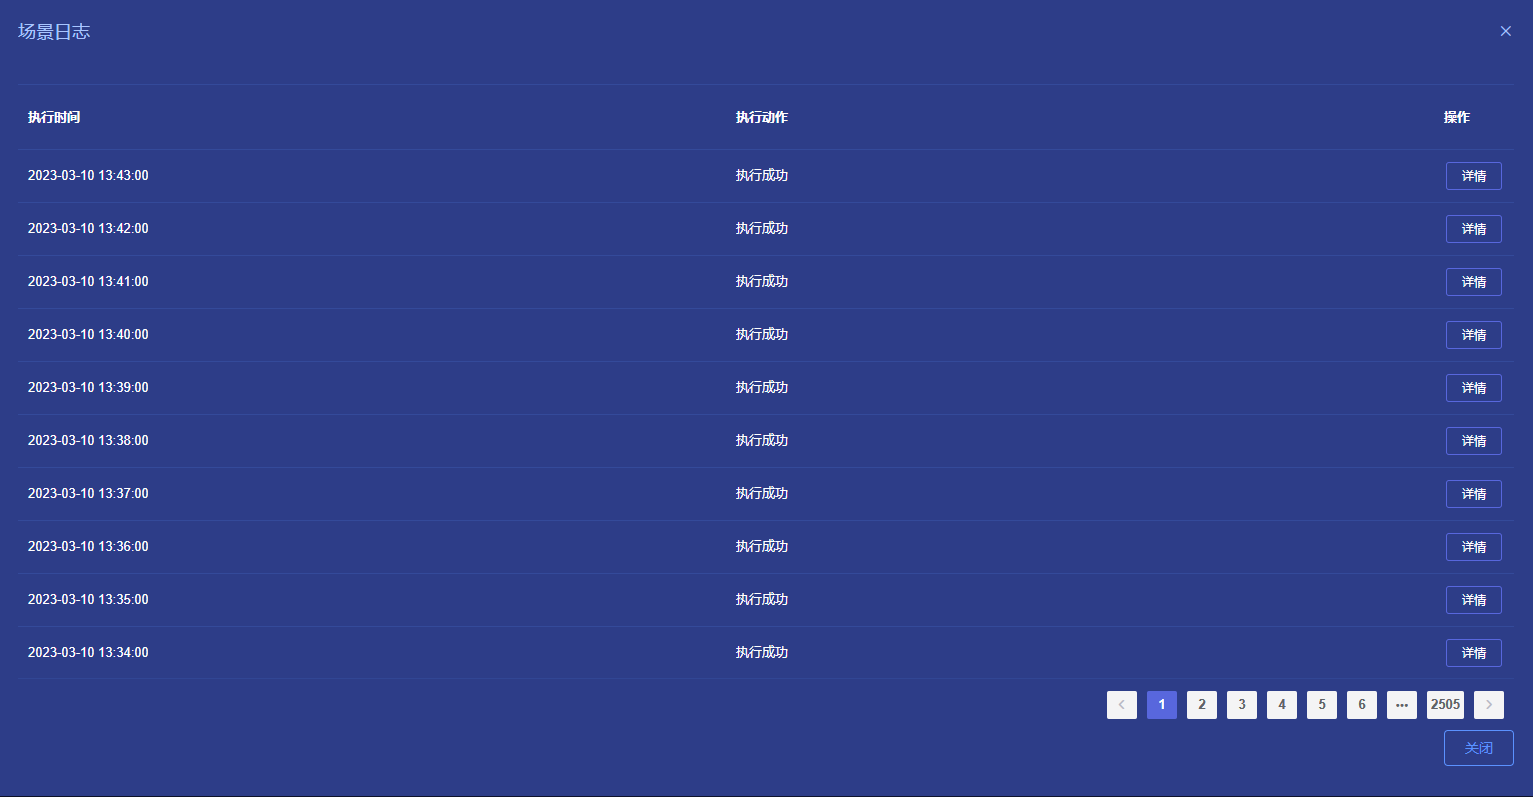 场景日志
执行时间 执行动作 操作
2023-03-10 13:43:00 执行成功 详情
2023-03-10 13:42:00 执行成功 详情
2023-03-10 13:41:00 执行成功 详情
2023-03-10 13:40:00 执行成功 详情
2023-03-10 13:39:00 执行成功 详情
2023-03-10 13:38:00 执行成功 详情
2023-03-10 13:37:00 执行成功 详情
2023-03-10 13:36:00 执行成功 详情
2023-03-10 13:35:00 执行成功 详情
2023-03-10 13:34:00 执行成功 详情
1 2 3 4 5 6 ••• 2505
关闭